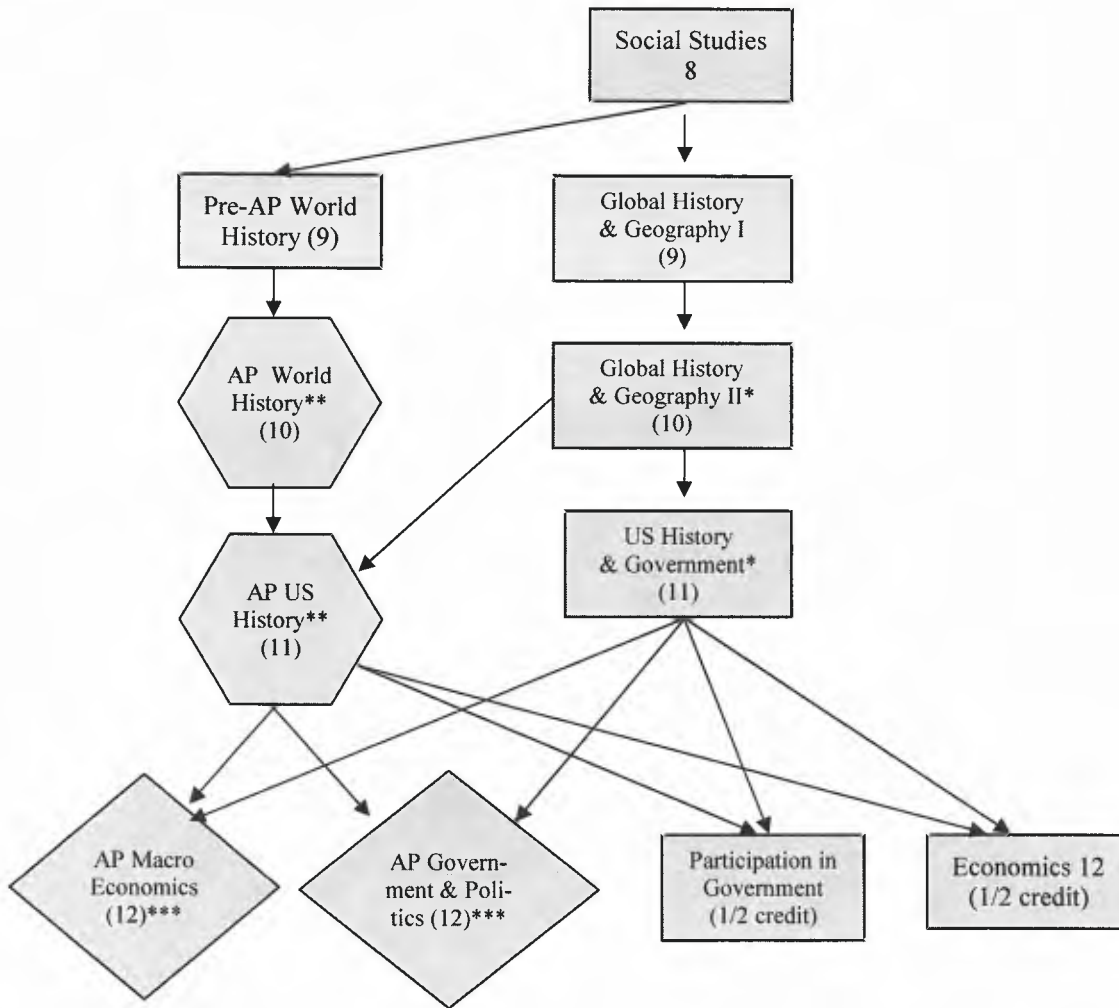 Social Studies
8
Pre-AP World
History (9)
Global History
& Geography I
(9)
AP World
History**
(10)
Global History
& Geography II*
(10)
AP US
History**
(11)
US History
& Government*
(11)
AP Macro
Economics
(12)***
AP Govern-
ment & Poli-
tics (12)***
Participation in
Government
(1/2 credit)
Economics 12
(1/2 credit)